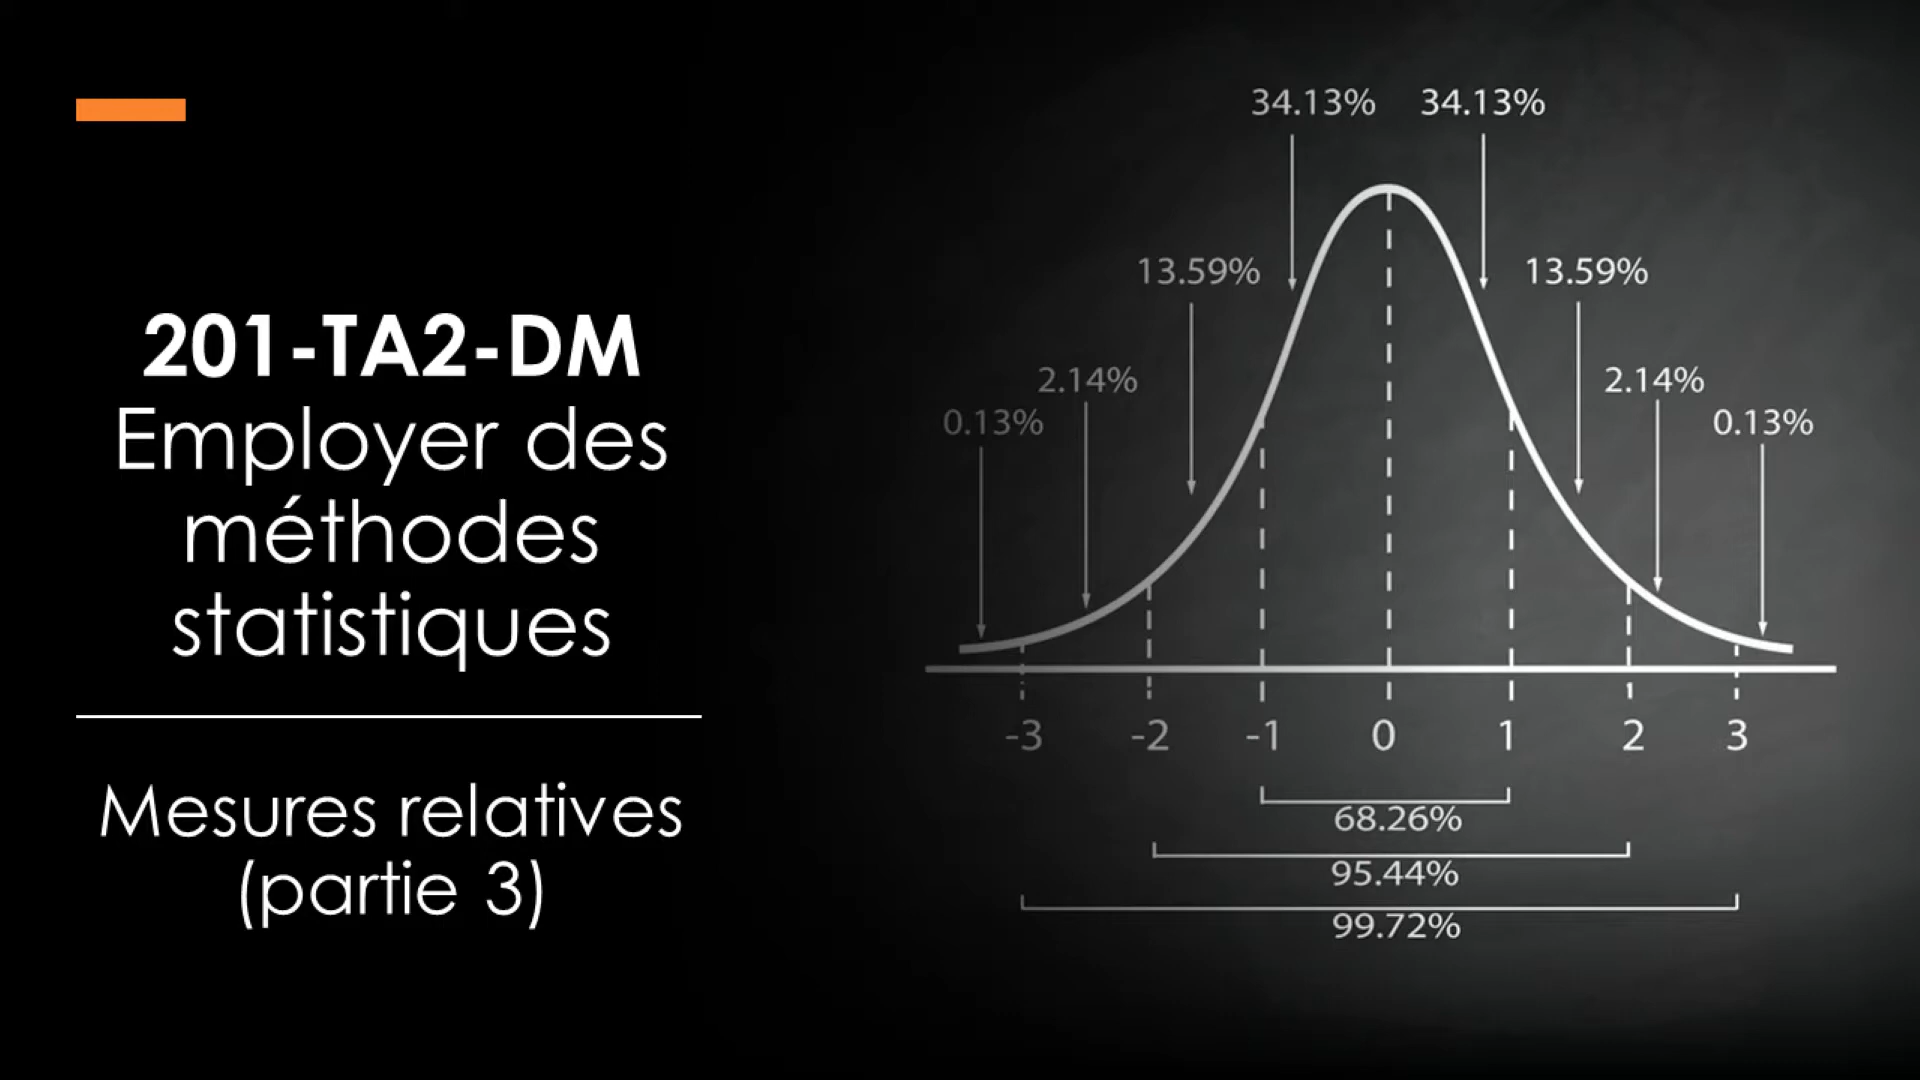 201-TA2-DM
Employer des
méthodes
statistiques
Mesures relatives
(partie 3)
34.13% 34.13%
13.59% 13.59%
2.14% 2.14%
0.13% 0.13%
-3 -2 -1 0 1 2 3
68.26%
95.44%
99.72%